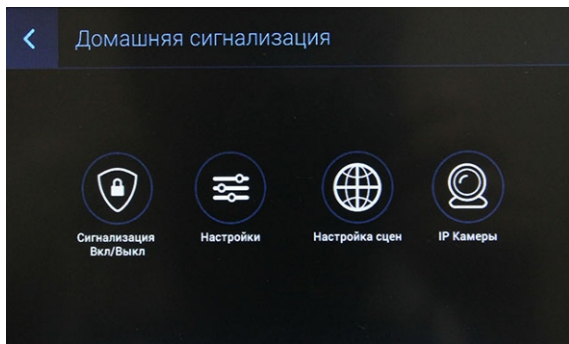 Домашняя сигнализация
Сигнализация
Вкл/Выкл
Настройки
Настройка сцен
IP Камеры